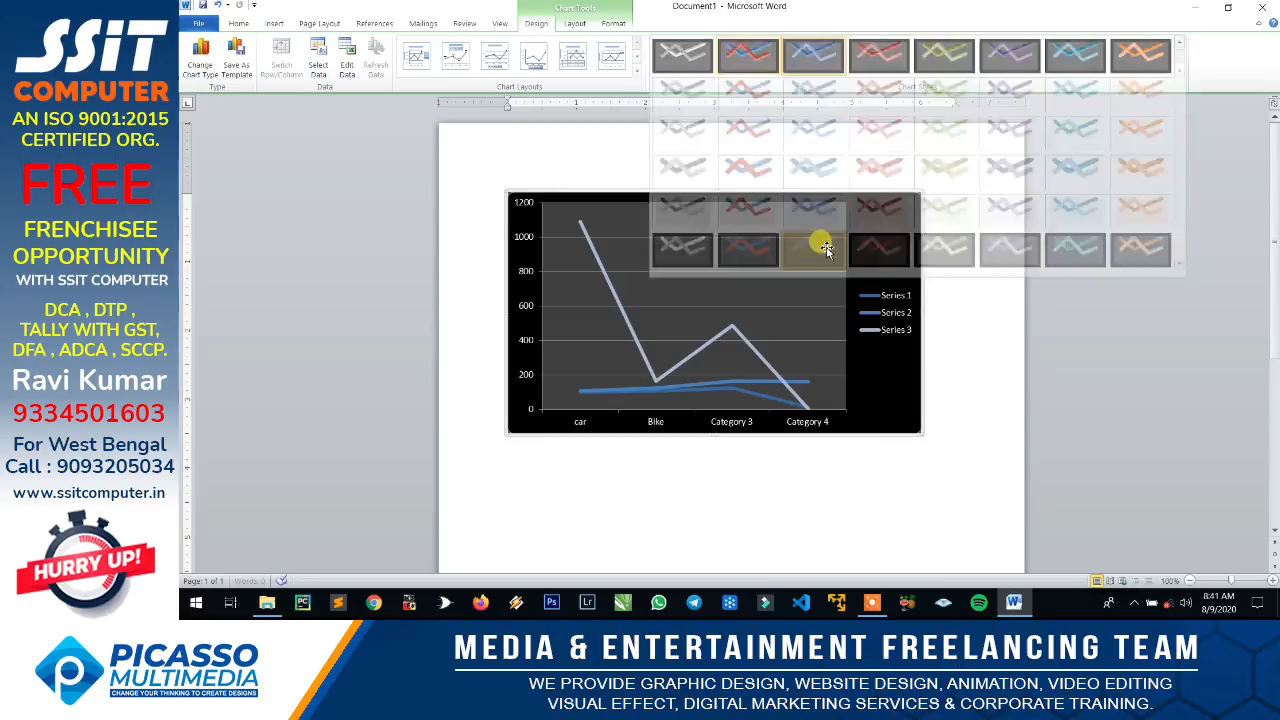 SSiT
COMPUTER
AN ISO 9001:2015
CERTIFIED ORG.
FREE
FRENCHISEE
OPPORTUNITY
WITH SSIT COMPUTER
DCA , DTP ,
TALLY WITH GST,
DFA , ADCA , SCCP.
Ravi Kumar
9334501603
For West Bengal
Call : 9093205034
www.ssitcomputer.in
HURRY UP!
Chart Tools
Document1 - Microsoft Word
File Home Insert Page Layout References Mailings Review View Design Layout Format
Change Chart Type
Save As Template
Switch Row/Column
Select Data
Edit Data
Refresh Data
Type Data Chart Layouts Chart Styles
1200
1000
800
600
400
200
0
car Bike Category 3 Category 4
Series 1
Series 2
Series 3
Page: 1 of 1 Words: 0
100%
8:41 AM
8/9/2020
PICASSO
MULTIMEDIA
CHANGE YOUR THINKING TO CREATE DESIGNS
MEDIA & ENTERTAINMENT FREELANCING TEAM
WE PROVIDE GRAPHIC DESIGN, WEBSITE DESIGN, ANIMATION, VIDEO EDITING
VISUAL EFFECT, DIGITAL MARKETING SERVICES & CORPORATE TRAINING.